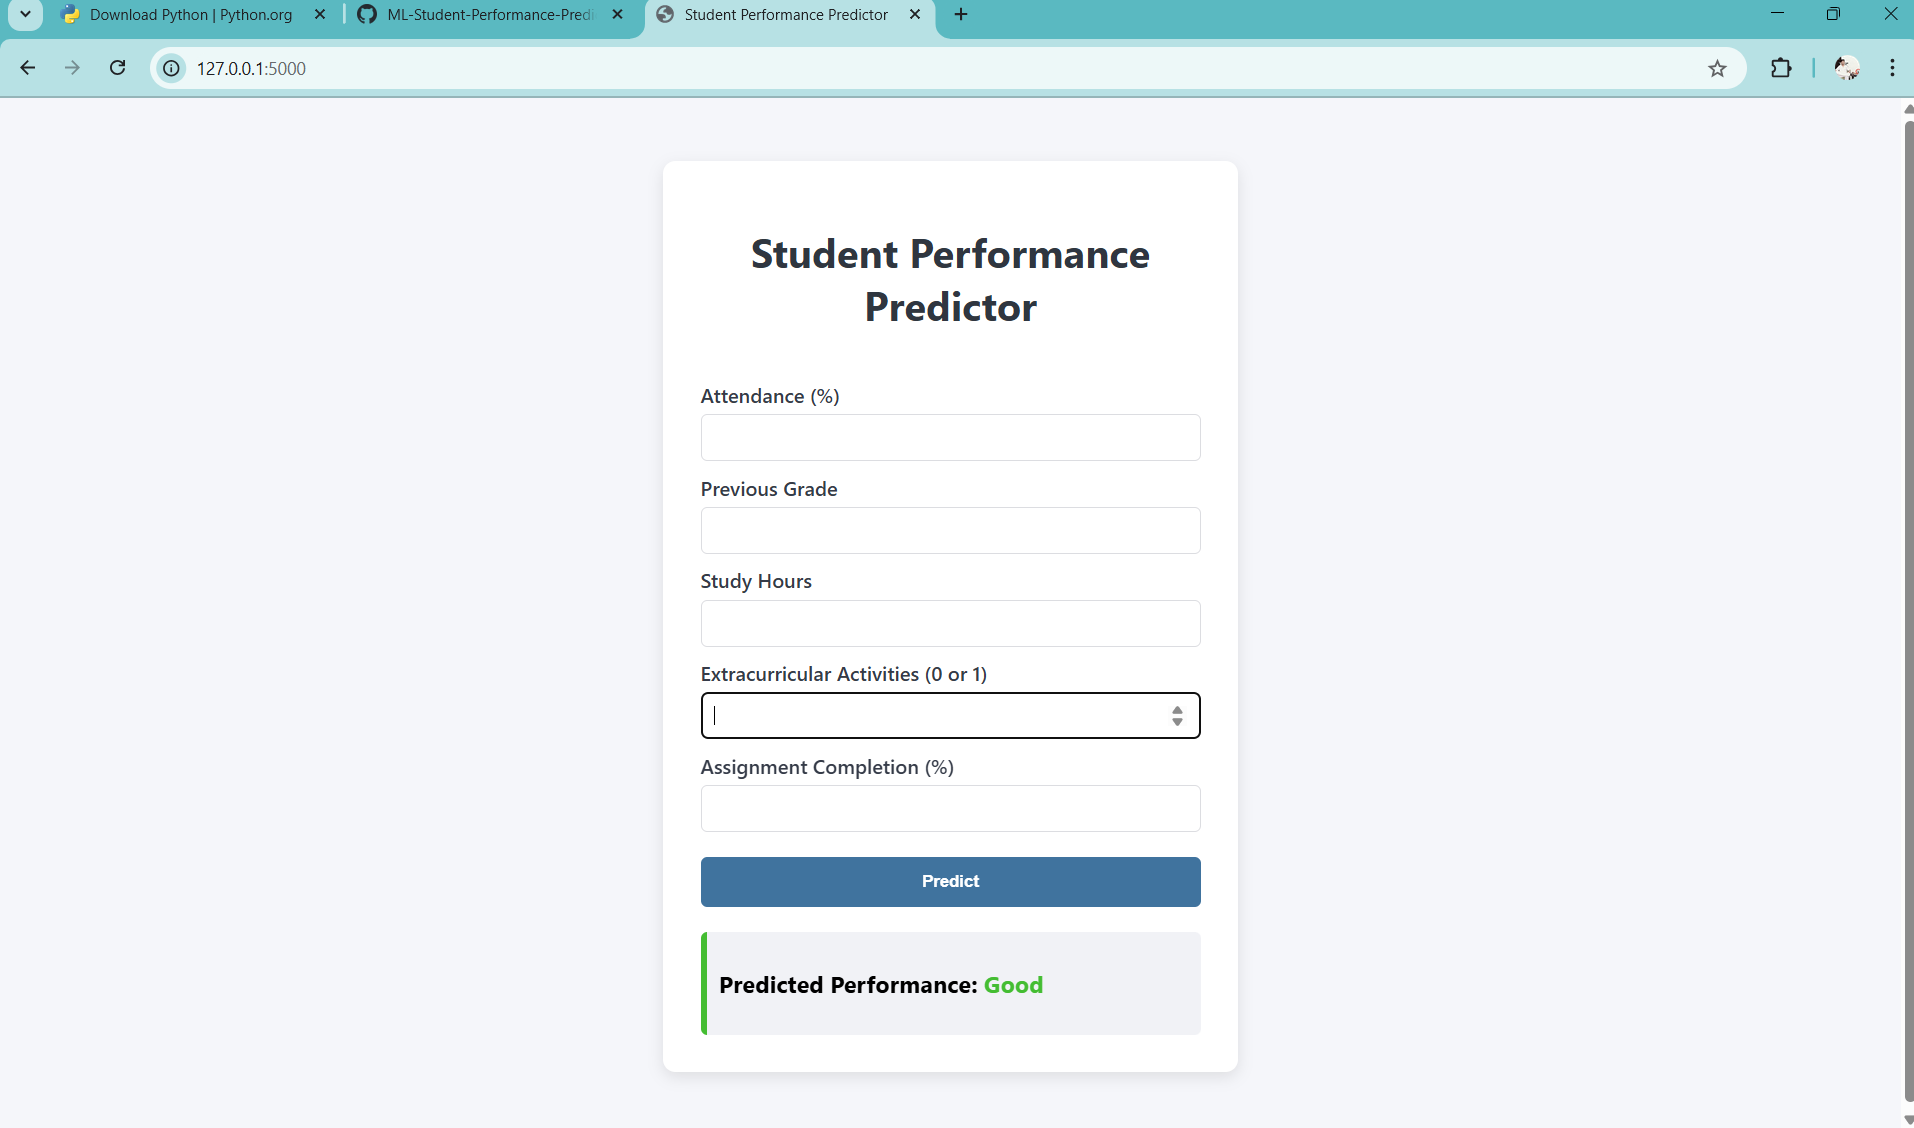 Download Python | Python.org
ML-Student-Performance-Predi
Student Performance Predictor
127.0.0.1:5000
Student Performance
Predictor
Attendance (%)
Previous Grade
Study Hours
Extracurricular Activities (0 or 1)
Assignment Completion (%)
Predict
Predicted Performance: Good